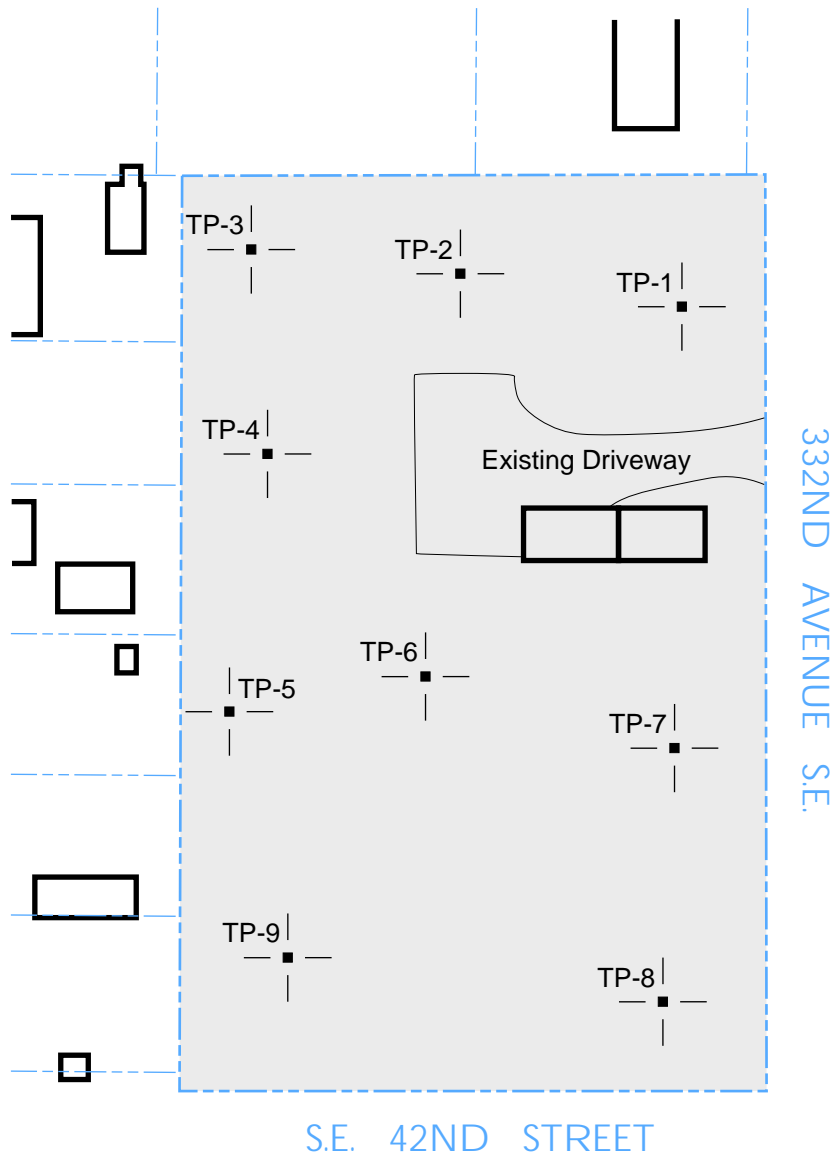 TP-3
TP-2
TP-1
TP-4
Existing Driveway
332ND AVENUE S.E.
TP-6
TP-5
TP-7
TP-9
TP-8
S.E. 42ND STREET